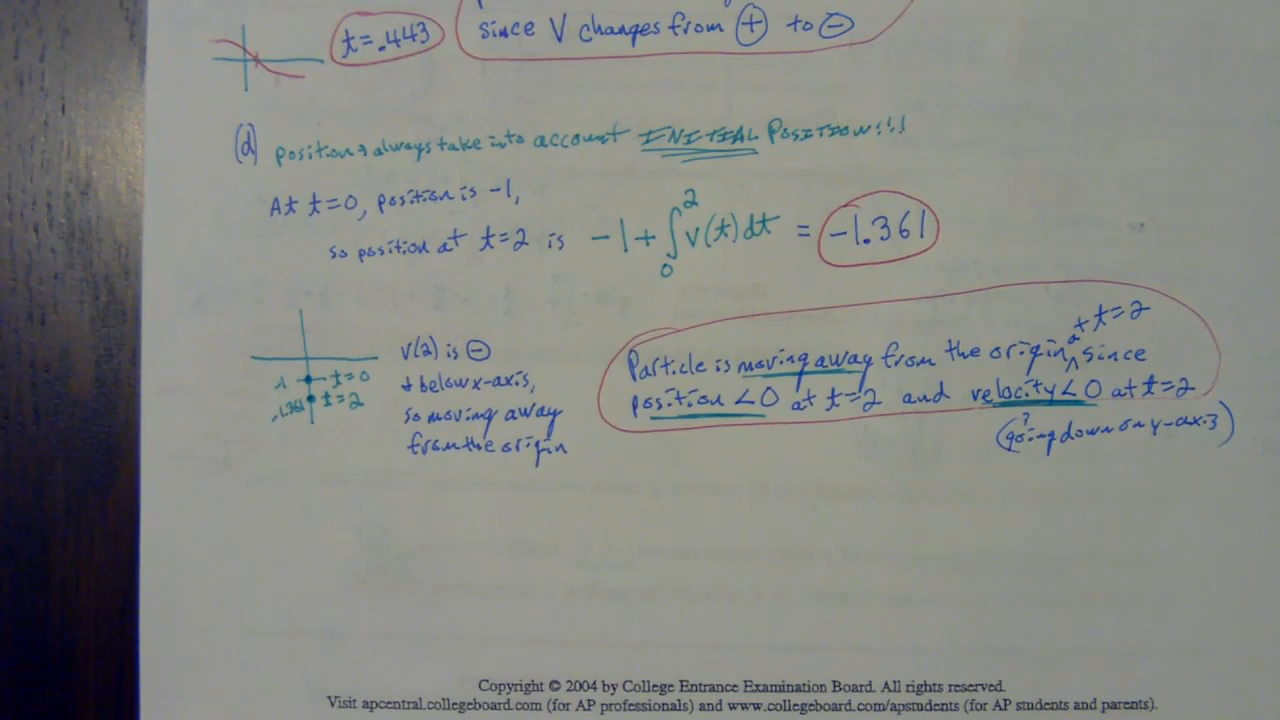 t=.443
since V changes from + to -
(d) position → always take into account INITIAL POSITION!!!
At t=0, position is -1,
so position at t=2 is -1+∫₀² v(t)dt = -1.361
-1 t=0
-1.361 t=2
v(2) is -
+ below x-axis,
so moving away
from the origin
Particle is moving away from the origin at t=2 since
position <0 at t=2 and velocity <0 at t=2
(going down on y-axis)
Copyright © 2004 by College Entrance Examination Board. All rights reserved.
Visit apcentral.collegeboard.com (for AP professionals) and www.collegeboard.com/apstudents (for AP students and parents).